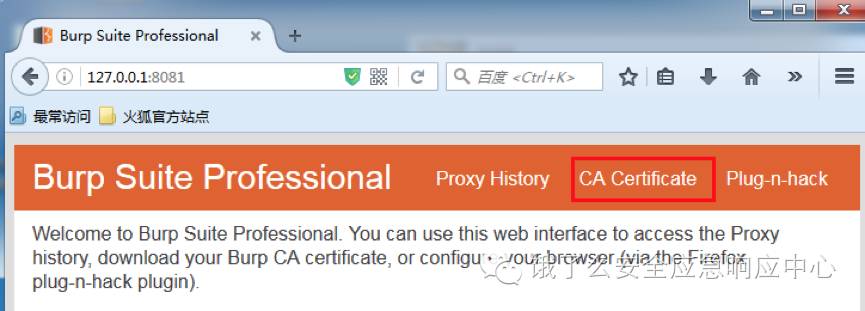 Burp Suite Professional
127.0.0.1:8081
百度 <Ctrl+K>
最常访问 火狐官方站点
Burp Suite Professional Proxy History CA Certificate Plug-n-hack
Welcome to Burp Suite Professional. You can use this web interface to access the Proxy
history, download your Burp CA certificate, or configure your browser (via the Firefox
plug-n-hack plugin).
饿了么安全应急响应中心